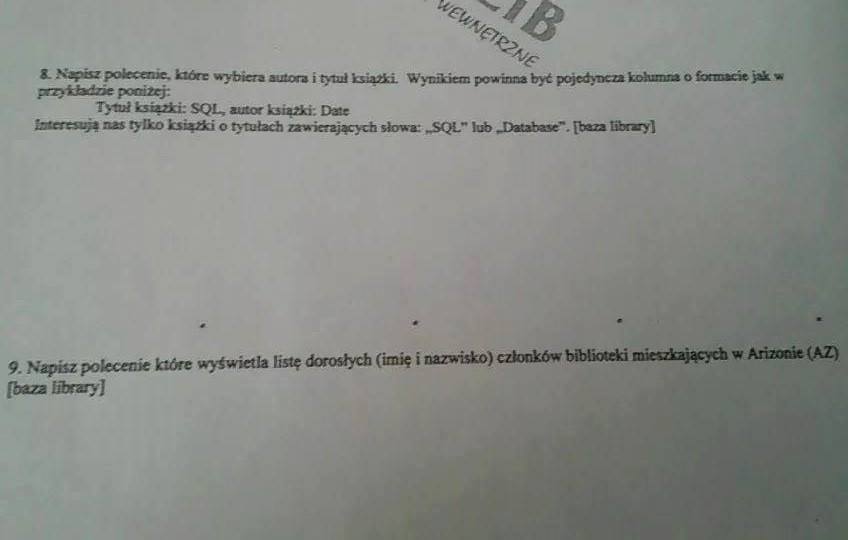 WEWNĘTRZNE
8. Napisz polecenie, które wybiera autora i tytuł książki. Wynikiem powinna być pojedyncza kolumna o formacie jak w
przykładzie poniżej:
Tytuł książki: SQL, autor książki: Date
Interesują nas tylko książki o tytułach zawierających słowa: „SQL” lub „Database”. [baza library]
9. Napisz polecenie które wyświetla listę dorosłych (imię i nazwisko) członków biblioteki mieszkających w Arizonie (AZ)
[baza library]